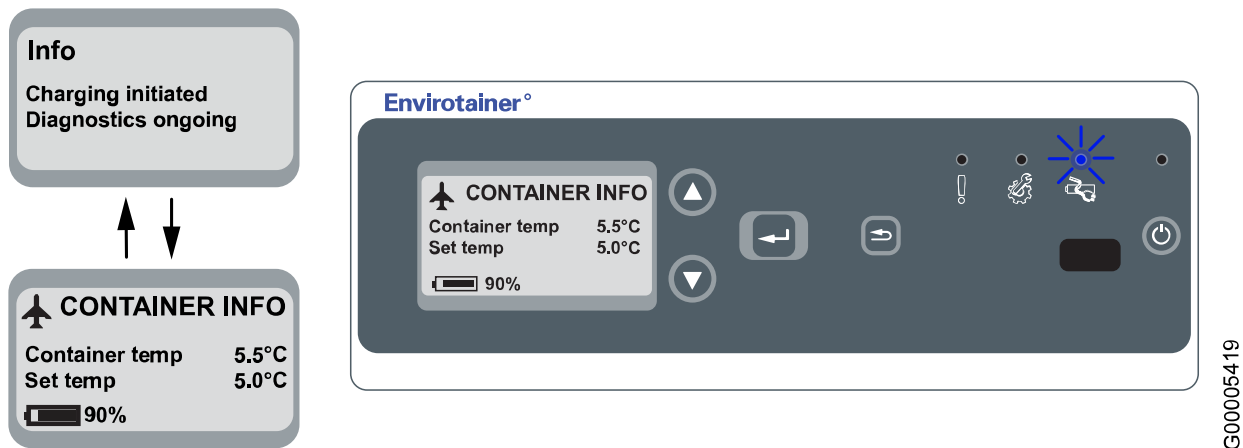 Info
Charging initiated
Diagnostics ongoing
CONTAINER INFO
Container temp 5.5°C
Set temp 5.0°C
90%
Envirotainer°
CONTAINER INFO
Container temp 5.5°C
Set temp 5.0°C
90%
G00005419